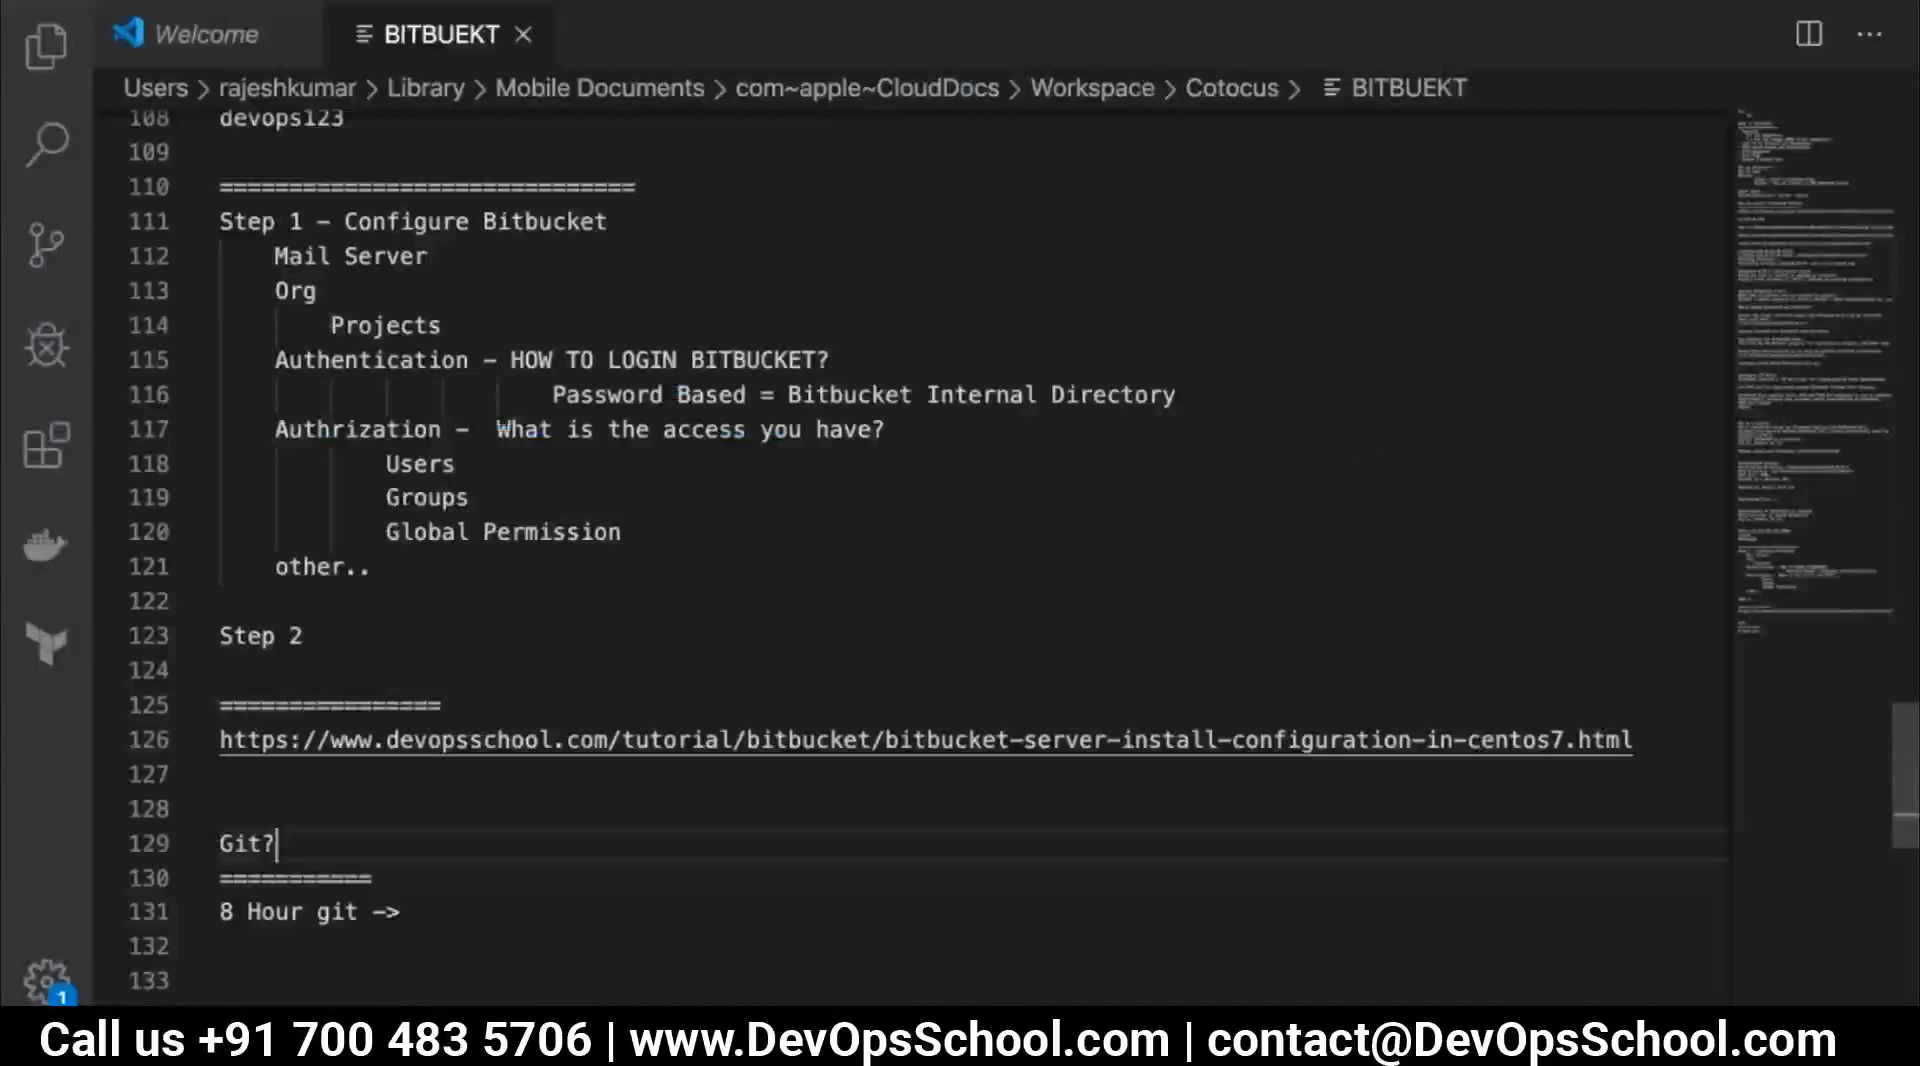 Welcome
BITBUEKT
Users > rajeshkumar > Library > Mobile Documents > com~apple~CloudDocs > Workspace > Cotocus > BITBUEKT
108 devops123
109
110 ==============================
111 Step 1 – Configure Bitbucket
112 Mail Server
113 Org
114 Projects
115 Authentication – HOW TO LOGIN BITBUCKET?
116 Password Based = Bitbucket Internal Directory
117 Authrization – What is the access you have?
118 Users
119 Groups
120 Global Permission
121 other..
122
123 Step 2
124
125 ================
126 https://www.devopsschool.com/tutorial/bitbucket/bitbucket-server-install-configuration-in-centos7.html
127
128
129 Git?
130 ===========
131 8 Hour git ->
132
133
1
Call us +91 700 483 5706 | www.DevOpsSchool.com | contact@DevOpsSchool.com